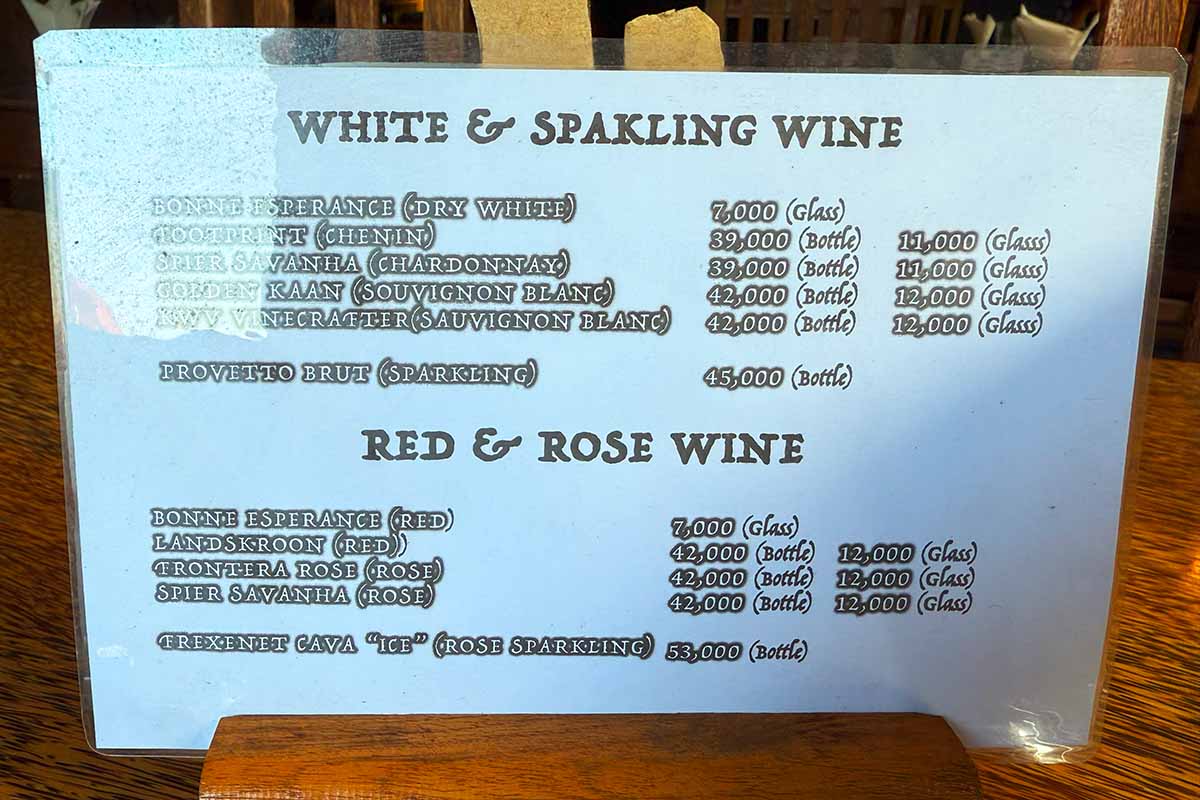 WHITE & SPAKLING WINE
BONNE ESPERANCE (DRY WHITE) 7,000 (Glass)
FOOTPRINT (CHENIN) 39,000 (Bottle) 11,000 (Glasss)
SPIER SAVANHA (CHARDONNAY) 39,000 (Bottle) 11,000 (Glasss)
GOLDEN KAAN (SOUVIGNON BLANC) 42,000 (Bottle) 12,000 (Glasss)
KWV VINECRAFTER(SAUVIGNON BLANC) 42,000 (Bottle) 12,000 (Glasss)
PROVETTO BRUT (SPARKLING) 45,000 (Bottle)
RED & ROSE WINE
BONNE ESPERANCE (RED) 7,000 (Glass)
LANDSKROON (RED)) 42,000 (Bottle) 12,000 (Glass)
FRONTERA ROSE (ROSE) 42,000 (Bottle) 12,000 (Glass)
SPIER SAVANHA (ROSE) 42,000 (Bottle) 12,000 (Glass)
FREXENET CAVA “ICE” (ROSE SPARKLING) 53,000 (Bottle)